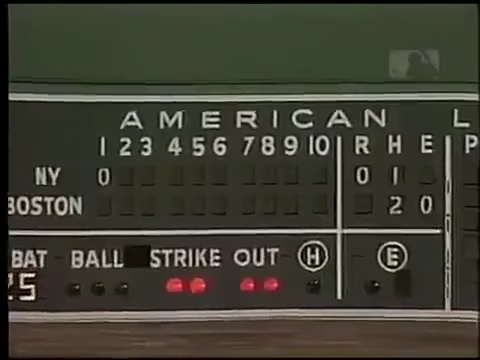 AMERICAN L
1 2 3 4 5 6 7 8 9 10 R H E P
NY 0 0 1
BOSTON 2 0
BAT BALL STRIKE OUT H E
25